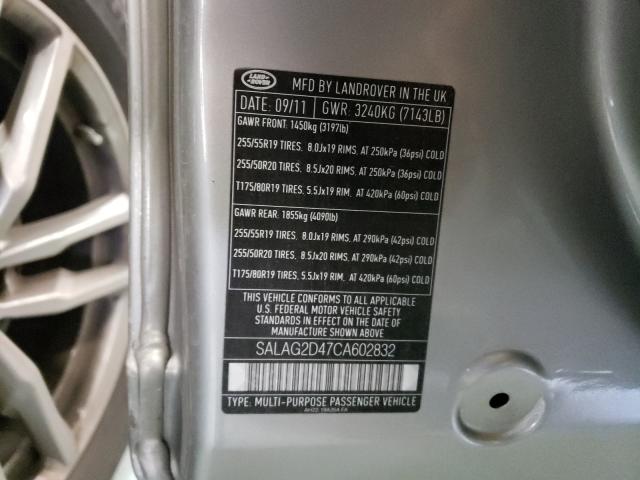 LAND ROVER
MFD BY LANDROVER IN THE UK
DATE: 09/11 GWR: 3240KG (7143LB)
GAWR FRONT: 1450kg (3197lb)
255/55R19 TIRES, 8.0Jx19 RIMS, AT 250kPa (36psi) COLD
255/50R20 TIRES, 8.5Jx20 RIMS, AT 250kPa (36psi) COLD
T175/80R19 TIRES, 5.5Jx19 RIM, AT 420kPa (60psi) COLD
GAWR REAR: 1855kg (4090lb)
255/55R19 TIRES, 8.0Jx19 RIMS, AT 290kPa (42psi) COLD
255/50R20 TIRES, 8.5Jx20 RIMS, AT 290kPa (42psi) COLD
T175/80R19 TIRES, 5.5Jx19 RIM, AT 420kPa (60psi) COLD
THIS VEHICLE CONFORMS TO ALL APPLICABLE
U.S. FEDERAL MOTOR VEHICLE SAFETY
STANDARDS IN EFFECT ON THE DATE OF
MANUFACTURE SHOWN ABOVE
SALAG2D47CA602832
TYPE: MULTI-PURPOSE PASSENGER VEHICLE